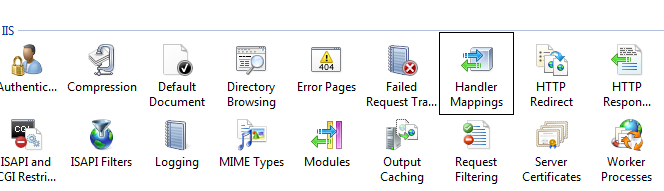 IIS
Authentic...
Compression
Default
Document
Directory
Browsing
404
Error Pages
Failed
Request Tra...
Handler
Mappings
HTTP
Redirect
HTTP
Respon...
CGI
ISAPI and
CGI Restri...
ISAPI Filters
Logging
MIME Types
Modules
Output
Caching
Request
Filtering
Server
Certificates
Worker
Processes